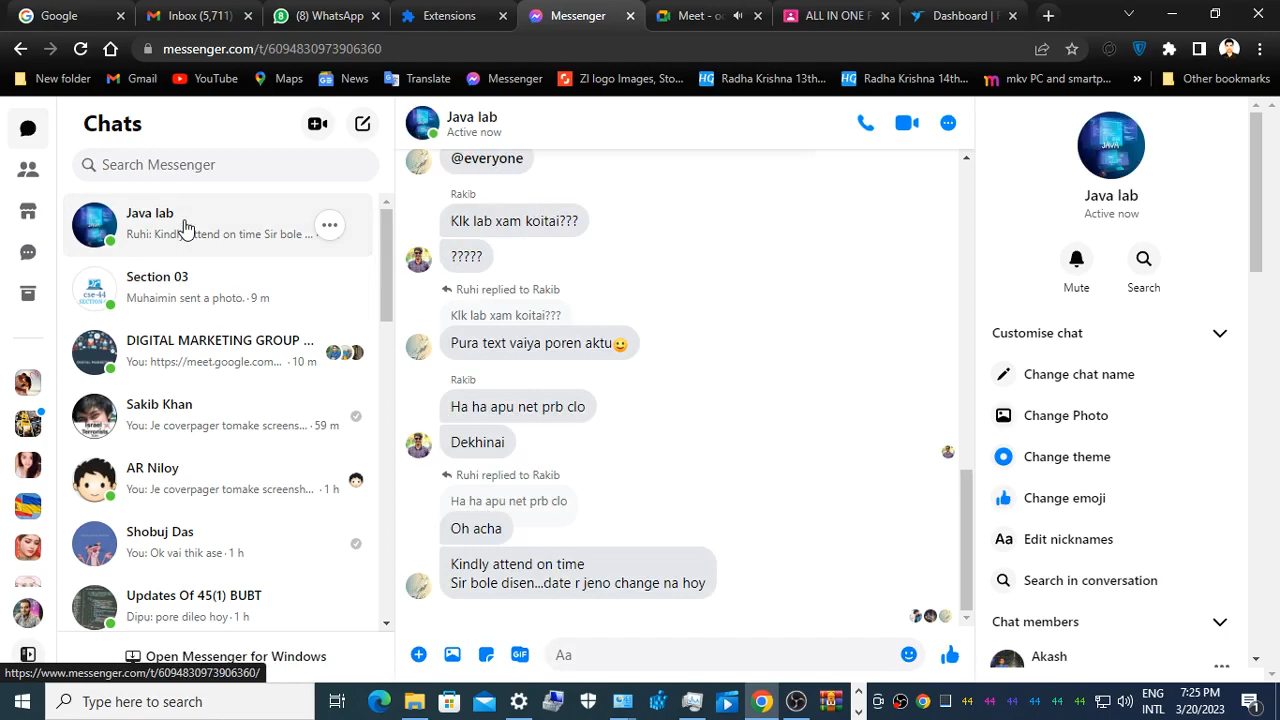 Google
Inbox (5,711)
(8) WhatsApp
Extensions
Messenger
Meet - oc
ALL IN ONE F
Dashboard | F
messenger.com/t/6094830973906360
New folder
Gmail
YouTube
Maps
News
Translate
Messenger
ZI logo Images, Sto...
Radha Krishna 13th...
Radha Krishna 14th...
mkv PC and smartp...
Other bookmarks
Chats
Search Messenger
Java lab
Ruhi: Kindly attend on time Sir bole ...
Section 03
Muhaimin sent a photo. · 9 m
DIGITAL MARKETING GROUP ...
You: https://meet.google.com... · 10 m
Sakib Khan
You: Je coverpager tomake screens... · 59 m
AR Niloy
You: Je coverpager tomake screensh... · 1 h
Shobuj Das
You: Ok vai thik ase · 1 h
Updates Of 45(1) BUBT
Dipu: pore dileo hoy · 1 h
Open Messenger for Windows
https://www.messenger.com/t/6094830973906360/
Java lab
Active now
@everyone
Rakib
Klk lab xam koitai???
?????
Ruhi replied to Rakib
Klk lab xam koitai???
Pura text vaiya poren aktu🙂
Rakib
Ha ha apu net prb clo
Dekhinai
Ruhi replied to Rakib
Ha ha apu net prb clo
Oh acha
Kindly attend on time
Sir bole disen...date r jeno change na hoy
GIF
Aa
JAVA
Java lab
Active now
Mute
Search
Customise chat
Change chat name
Change Photo
Change theme
Change emoji
Aa Edit nicknames
Search in conversation
Chat members
Akash
Type here to search
44
44
44
44
44
ENG
INTL
7:25 PM
3/20/2023